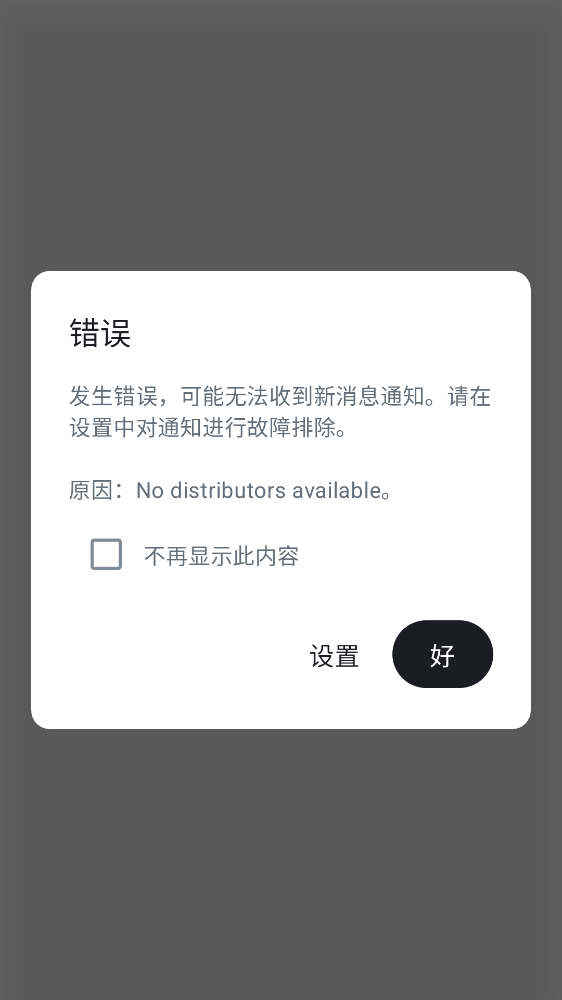 错误
发生错误，可能无法收到新消息通知。请在
设置中对通知进行故障排除。
原因：No distributors available。
不再显示此内容
设置
好